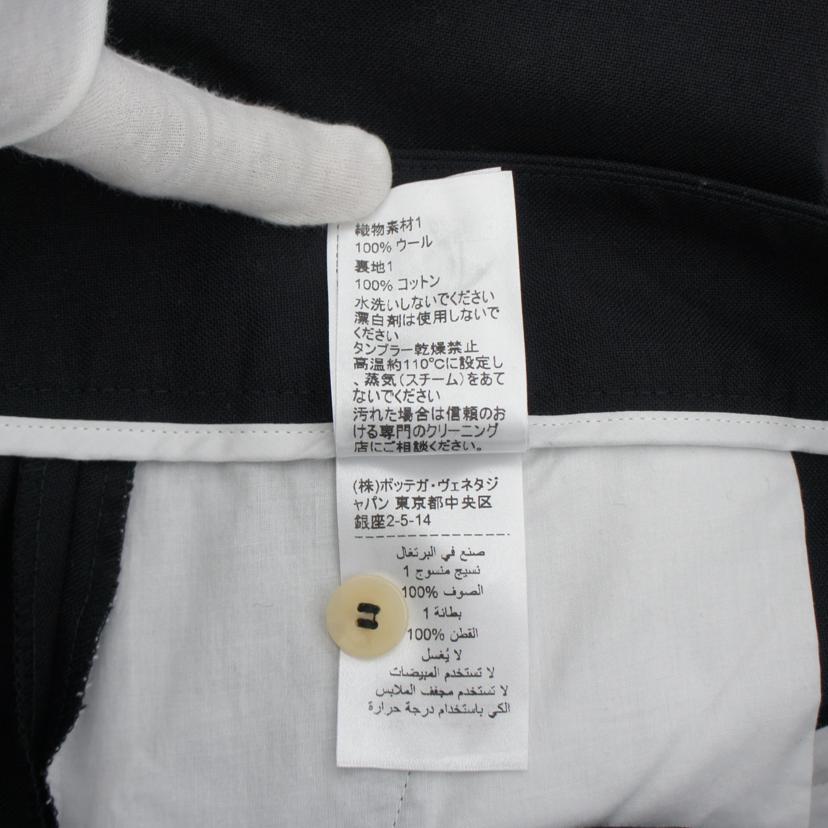 織物素材1
100% ウール
裏地1
100% コットン
水洗いしないでください
漂白剤は使用しないで
ください
タンブラー乾燥禁止
高温約110℃に設定し
、蒸気(スチーム)をあて
ないでください
汚れた場合は信頼のお
ける専門のクリーニング
店にご相談ください。
(株)ボッテガ・ヴェネタジ
ャパン 東京都中央区
銀座2-5-14
صنع في البرتغال
نسيج منسوج 1
100% الصوف
بطانة 1
100% القطن
لا يُغسل
لا تستخدم المبيضات
لا تستخدم مجفف الملابس
الكي باستخدام درجة حرارة